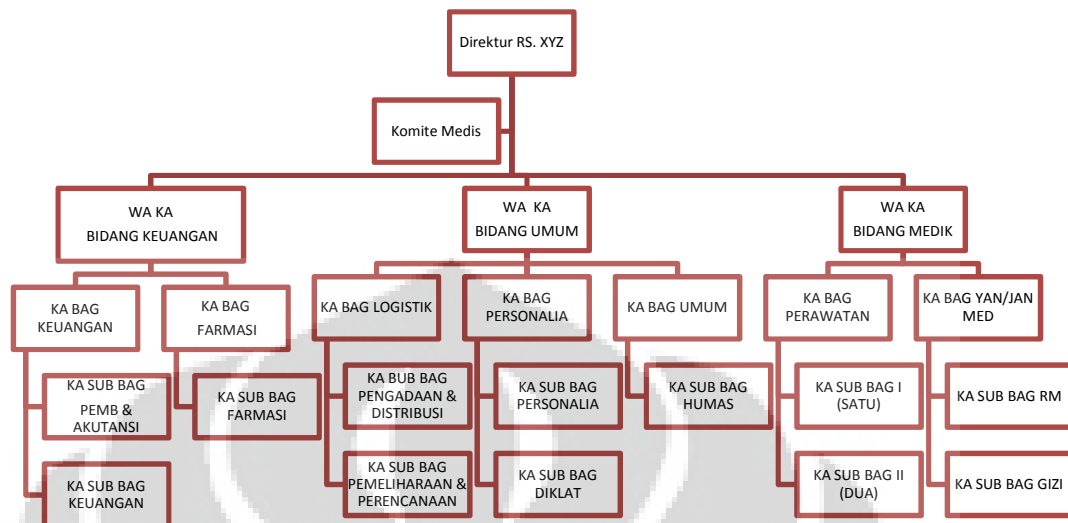 Direktur RS. XYZ
Komite Medis
WA KA
BIDANG KEUANGAN
WA KA
BIDANG UMUM
WA KA
BIDANG MEDIK
KA BAG
KEUANGAN
KA BAG
FARMASI
KA BAG LOGISTIK
KA BAG
PERSONALIA
KA BAG UMUM
KA BAG
PERAWATAN
KA BAG YAN/JAN
MED
KA SUB BAG
PEMB &
AKUTANSI
KA SUB BAG
FARMASI
KA BUB BAG
PENGADAAN &
DISTRIBUSI
KA SUB BAG
PERSONALIA
KA SUB BAG
HUMAS
KA SUB BAG I
(SATU)
KA SUB BAG RM
KA SUB BAG
KEUANGAN
KA SUB BAG
PEMELIHARAAN &
PERENCANAAN
KA SUB BAG
DIKLAT
KA SUB BAG II
(DUA)
KA SUB BAG GIZI